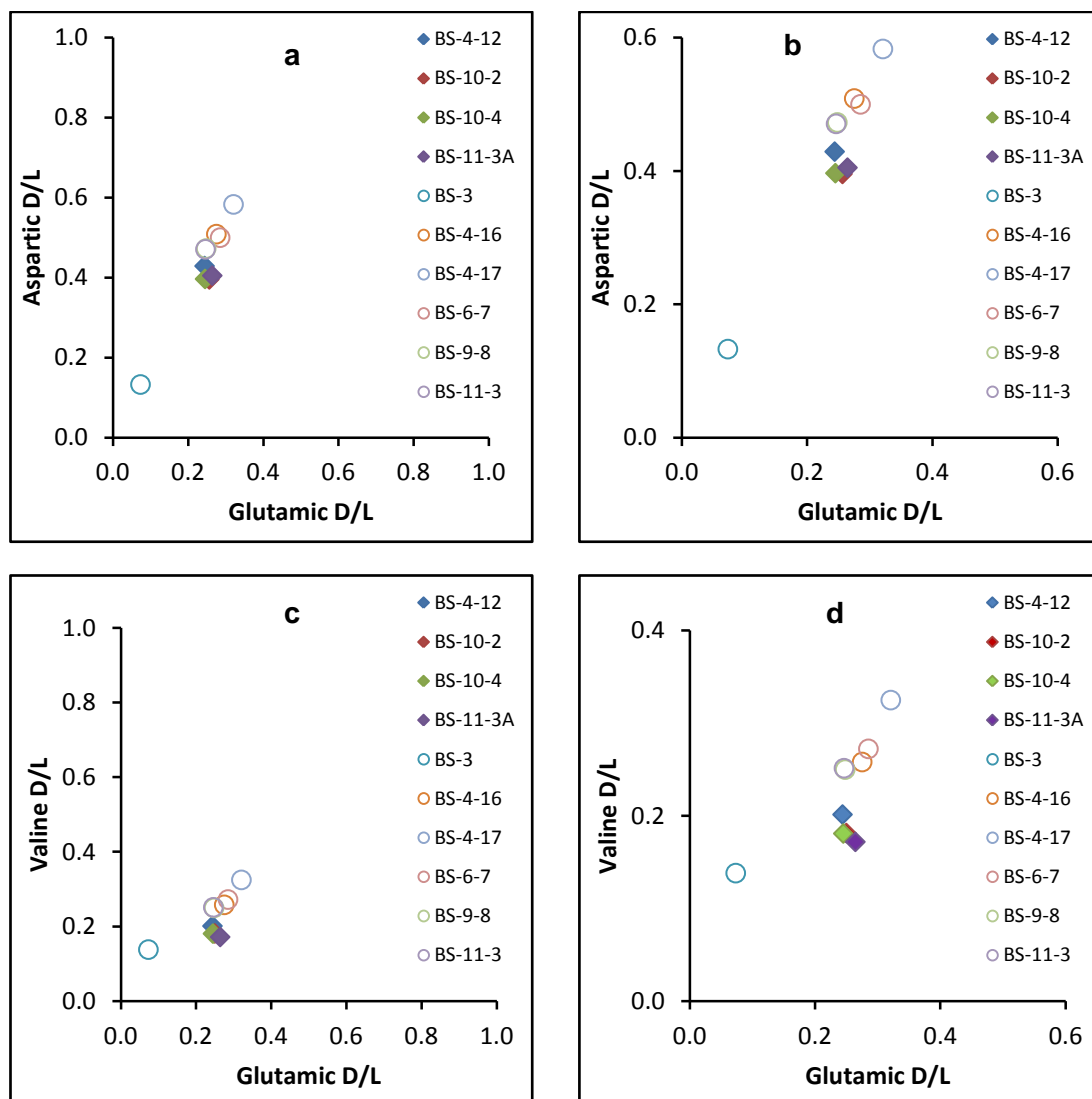 a
1.0
0.8
0.6
0.4
0.2
0.0
Aspartic D/L
0.0 0.2 0.4 0.6 0.8 1.0
Glutamic D/L
BS-4-12
BS-10-2
BS-10-4
BS-11-3A
BS-3
BS-4-16
BS-4-17
BS-6-7
BS-9-8
BS-11-3
b
0.6
0.4
0.2
0.0
Aspartic D/L
0.0 0.2 0.4 0.6
Glutamic D/L
BS-4-12
BS-10-2
BS-10-4
BS-11-3A
BS-3
BS-4-16
BS-4-17
BS-6-7
BS-9-8
BS-11-3
c
1.0
0.8
0.6
0.4
0.2
0.0
Valine D/L
0.0 0.2 0.4 0.6 0.8 1.0
Glutamic D/L
BS-4-12
BS-10-2
BS-10-4
BS-11-3A
BS-3
BS-4-16
BS-4-17
BS-6-7
BS-9-8
BS-11-3
d
0.4
0.2
0.0
Valine D/L
0.0 0.2 0.4 0.6
Glutamic D/L
BS-4-12
BS-10-2
BS-10-4
BS-11-3A
BS-3
BS-4-16
BS-4-17
BS-6-7
BS-9-8
BS-11-3